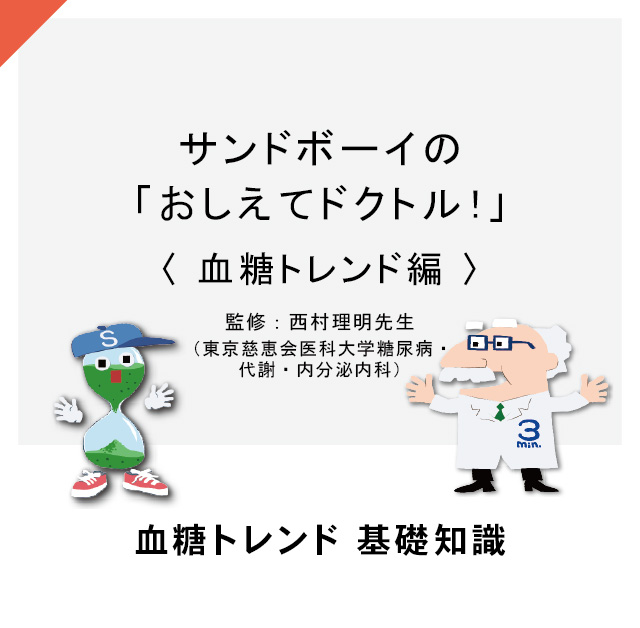 サンドボーイの
「おしえてドクトル!」
〈 血糖トレンド編 〉
監修：西村理明先生
（東京慈恵会医科大学糖尿病・
代謝・内分泌内科）
S
3
min.
血糖トレンド 基礎知識